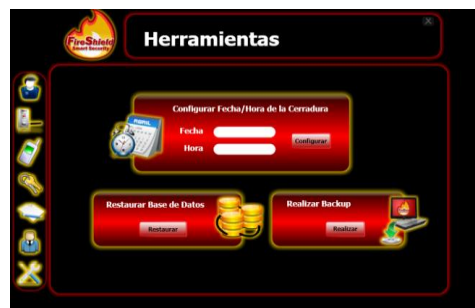 FireShield
Smart Security
Herramientas
X
ABRIL
Configurar Fecha/Hora de la Cerradura
Fecha
Hora
Configurar
Restaurar Base de Datos
Restaurar
Realizar Backup
Realizar